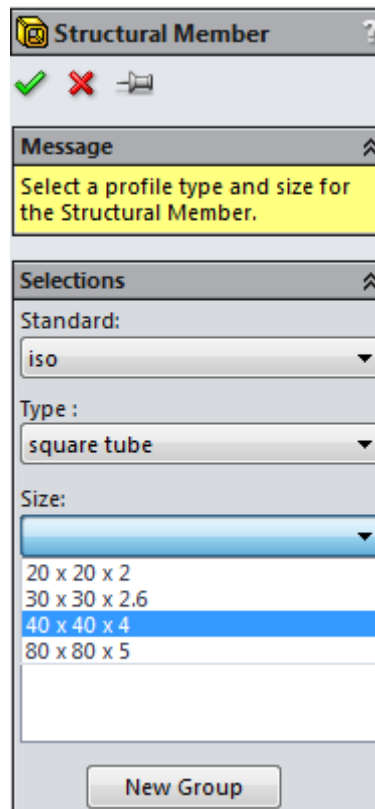 Structural Member ?
Message
Select a profile type and size for
the Structural Member.
Selections
Standard:
iso
Type :
square tube
Size:
20 x 20 x 2
30 x 30 x 2.6
40 x 40 x 4
80 x 80 x 5
New Group